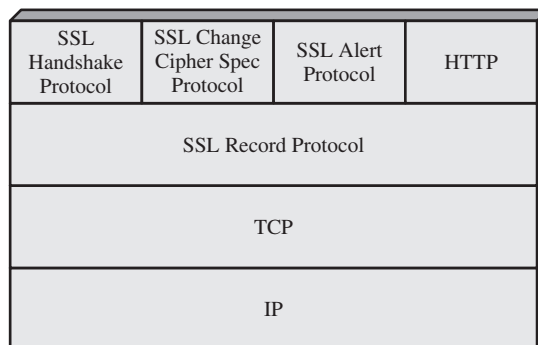 SSL
Handshake
Protocol
SSL Change
Cipher Spec
Protocol
SSL Alert
Protocol
HTTP
SSL Record Protocol
TCP
IP